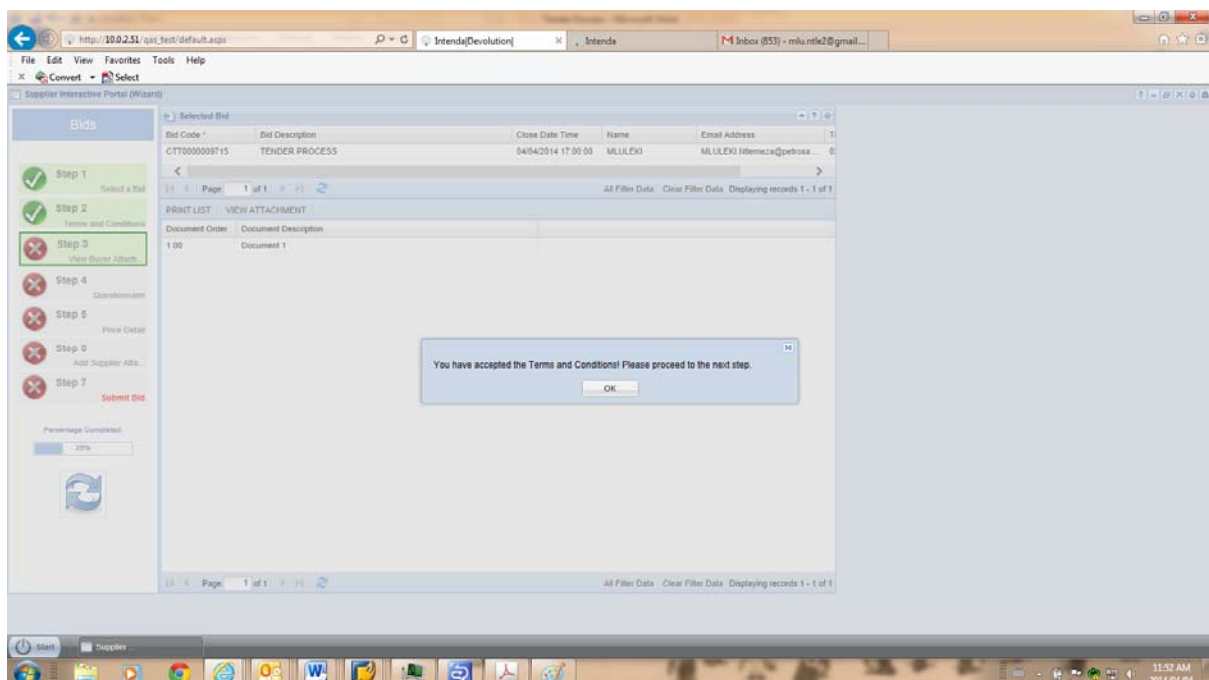 http://10.0.2.51/qas_test/default.aspx
Intenda|Devolution|
Intenda
Inbox (853) - mlu.ntle2@gmail....
File Edit View Favorites Tools Help
Convert Select
Supplier Interactive Portal (Wizard)
Bids
Step 1
Select a Bid
Step 2
Terms and Conditions
Step 3
View Buyer Attach...
Step 4
Questionnaire
Step 5
Price Detail
Step 6
Add Supplier Atta...
Step 7
Submit Bid
Percentage Completed:
25%
Selected Bid
Bid Code * Bid Description Close Date Time Name Email Address
CTT0000009715 TENDER PROCESS 04/04/2014 17:00:00 MLULEKI
Page 1 of 1 All Filter Data Clear Filter Data Displaying records 1 - 1 of 1
PRINT LIST VIEW ATTACHMENT
Document Order Document Description
1.00 Document 1
You have accepted the Terms and Conditions! Please proceed to the next step.
OK
Page 1 of 1 All Filter Data Clear Filter Data Displaying records 1 - 1 of 1
Start Supplier ...
11:52 AM
2014/04/04